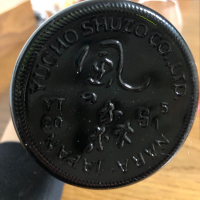 YUCHO SHUZO CO.,LTD.
風
の
森
NARA, JAPAN